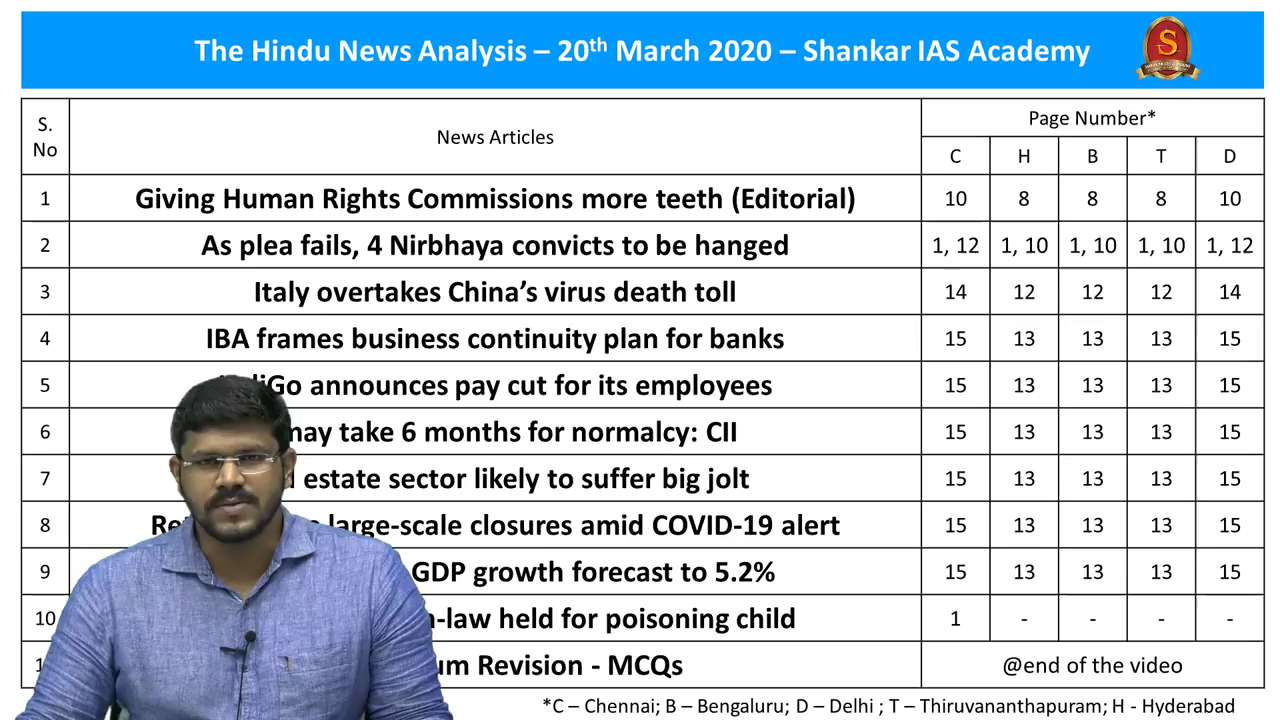 The Hindu News Analysis – 20th March 2020 – Shankar IAS Academy
S
S. No News Articles Page Number*
C H B T D
1 Giving Human Rights Commissions more teeth (Editorial) 10 8 8 8 10
2 As plea fails, 4 Nirbhaya convicts to be hanged 1, 12 1, 10 1, 10 1, 10 1, 12
3 Italy overtakes China’s virus death toll 14 12 12 12 14
4 IBA frames business continuity plan for banks 15 13 13 13 15
5 announces pay cut for its employees 15 13 13 13 15
6 may take 6 months for normalcy: CII 15 13 13 13 15
7 estate sector likely to suffer big jolt 15 13 13 13 15
8 large-scale closures amid COVID-19 alert 15 13 13 13 15
9 GDP growth forecast to 5.2% 15 13 13 13 15
10 held for poisoning child 1 - - - -
Revision - MCQs @end of the video
*C – Chennai; B – Bengaluru; D – Delhi ; T – Thiruvananthapuram; H - Hyderabad